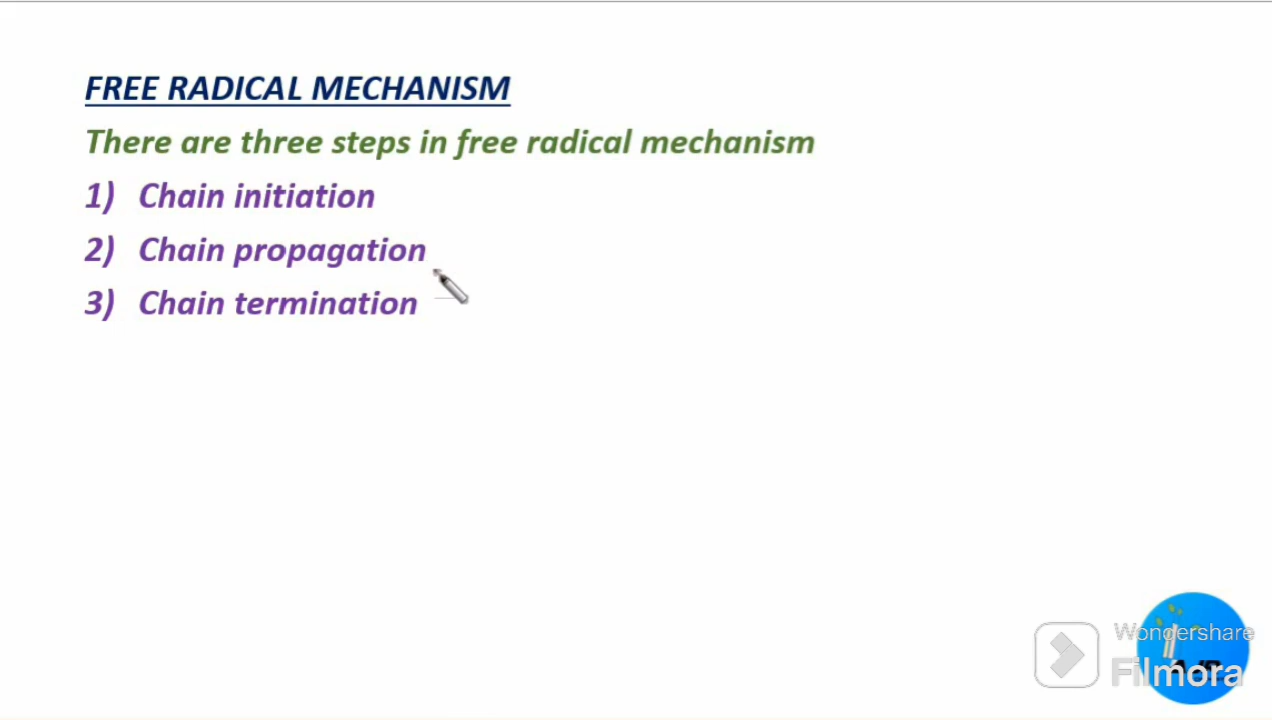 FREE RADICAL MECHANISM
There are three steps in free radical mechanism
1) Chain initiation
2) Chain propagation
3) Chain termination
Wondershare
Filmora